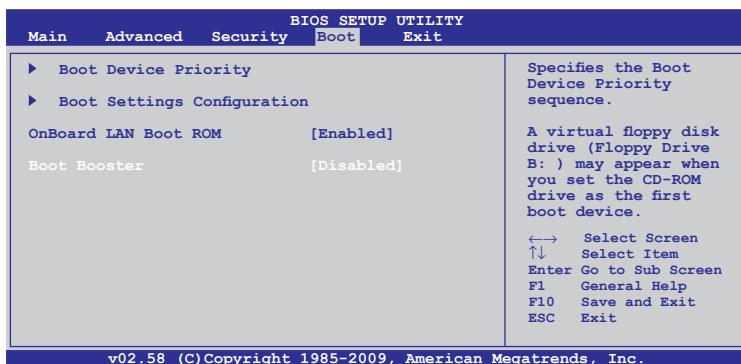 BIOS SETUP UTILITY
Main Advanced Security Boot Exit
Boot Device Priority
Boot Settings Configuration
OnBoard LAN Boot ROM [Enabled]
Boot Booster [Disabled]
Specifies the Boot
Device Priority
sequence.
A virtual floppy disk
drive (Floppy Drive
B: ) may appear when
you set the CD-ROM
drive as the first
boot device.
←→ Select Screen
↑↓ Select Item
Enter Go to Sub Screen
F1 General Help
F10 Save and Exit
ESC Exit
v02.58 (C)Copyright 1985-2009, American Megatrends, Inc.